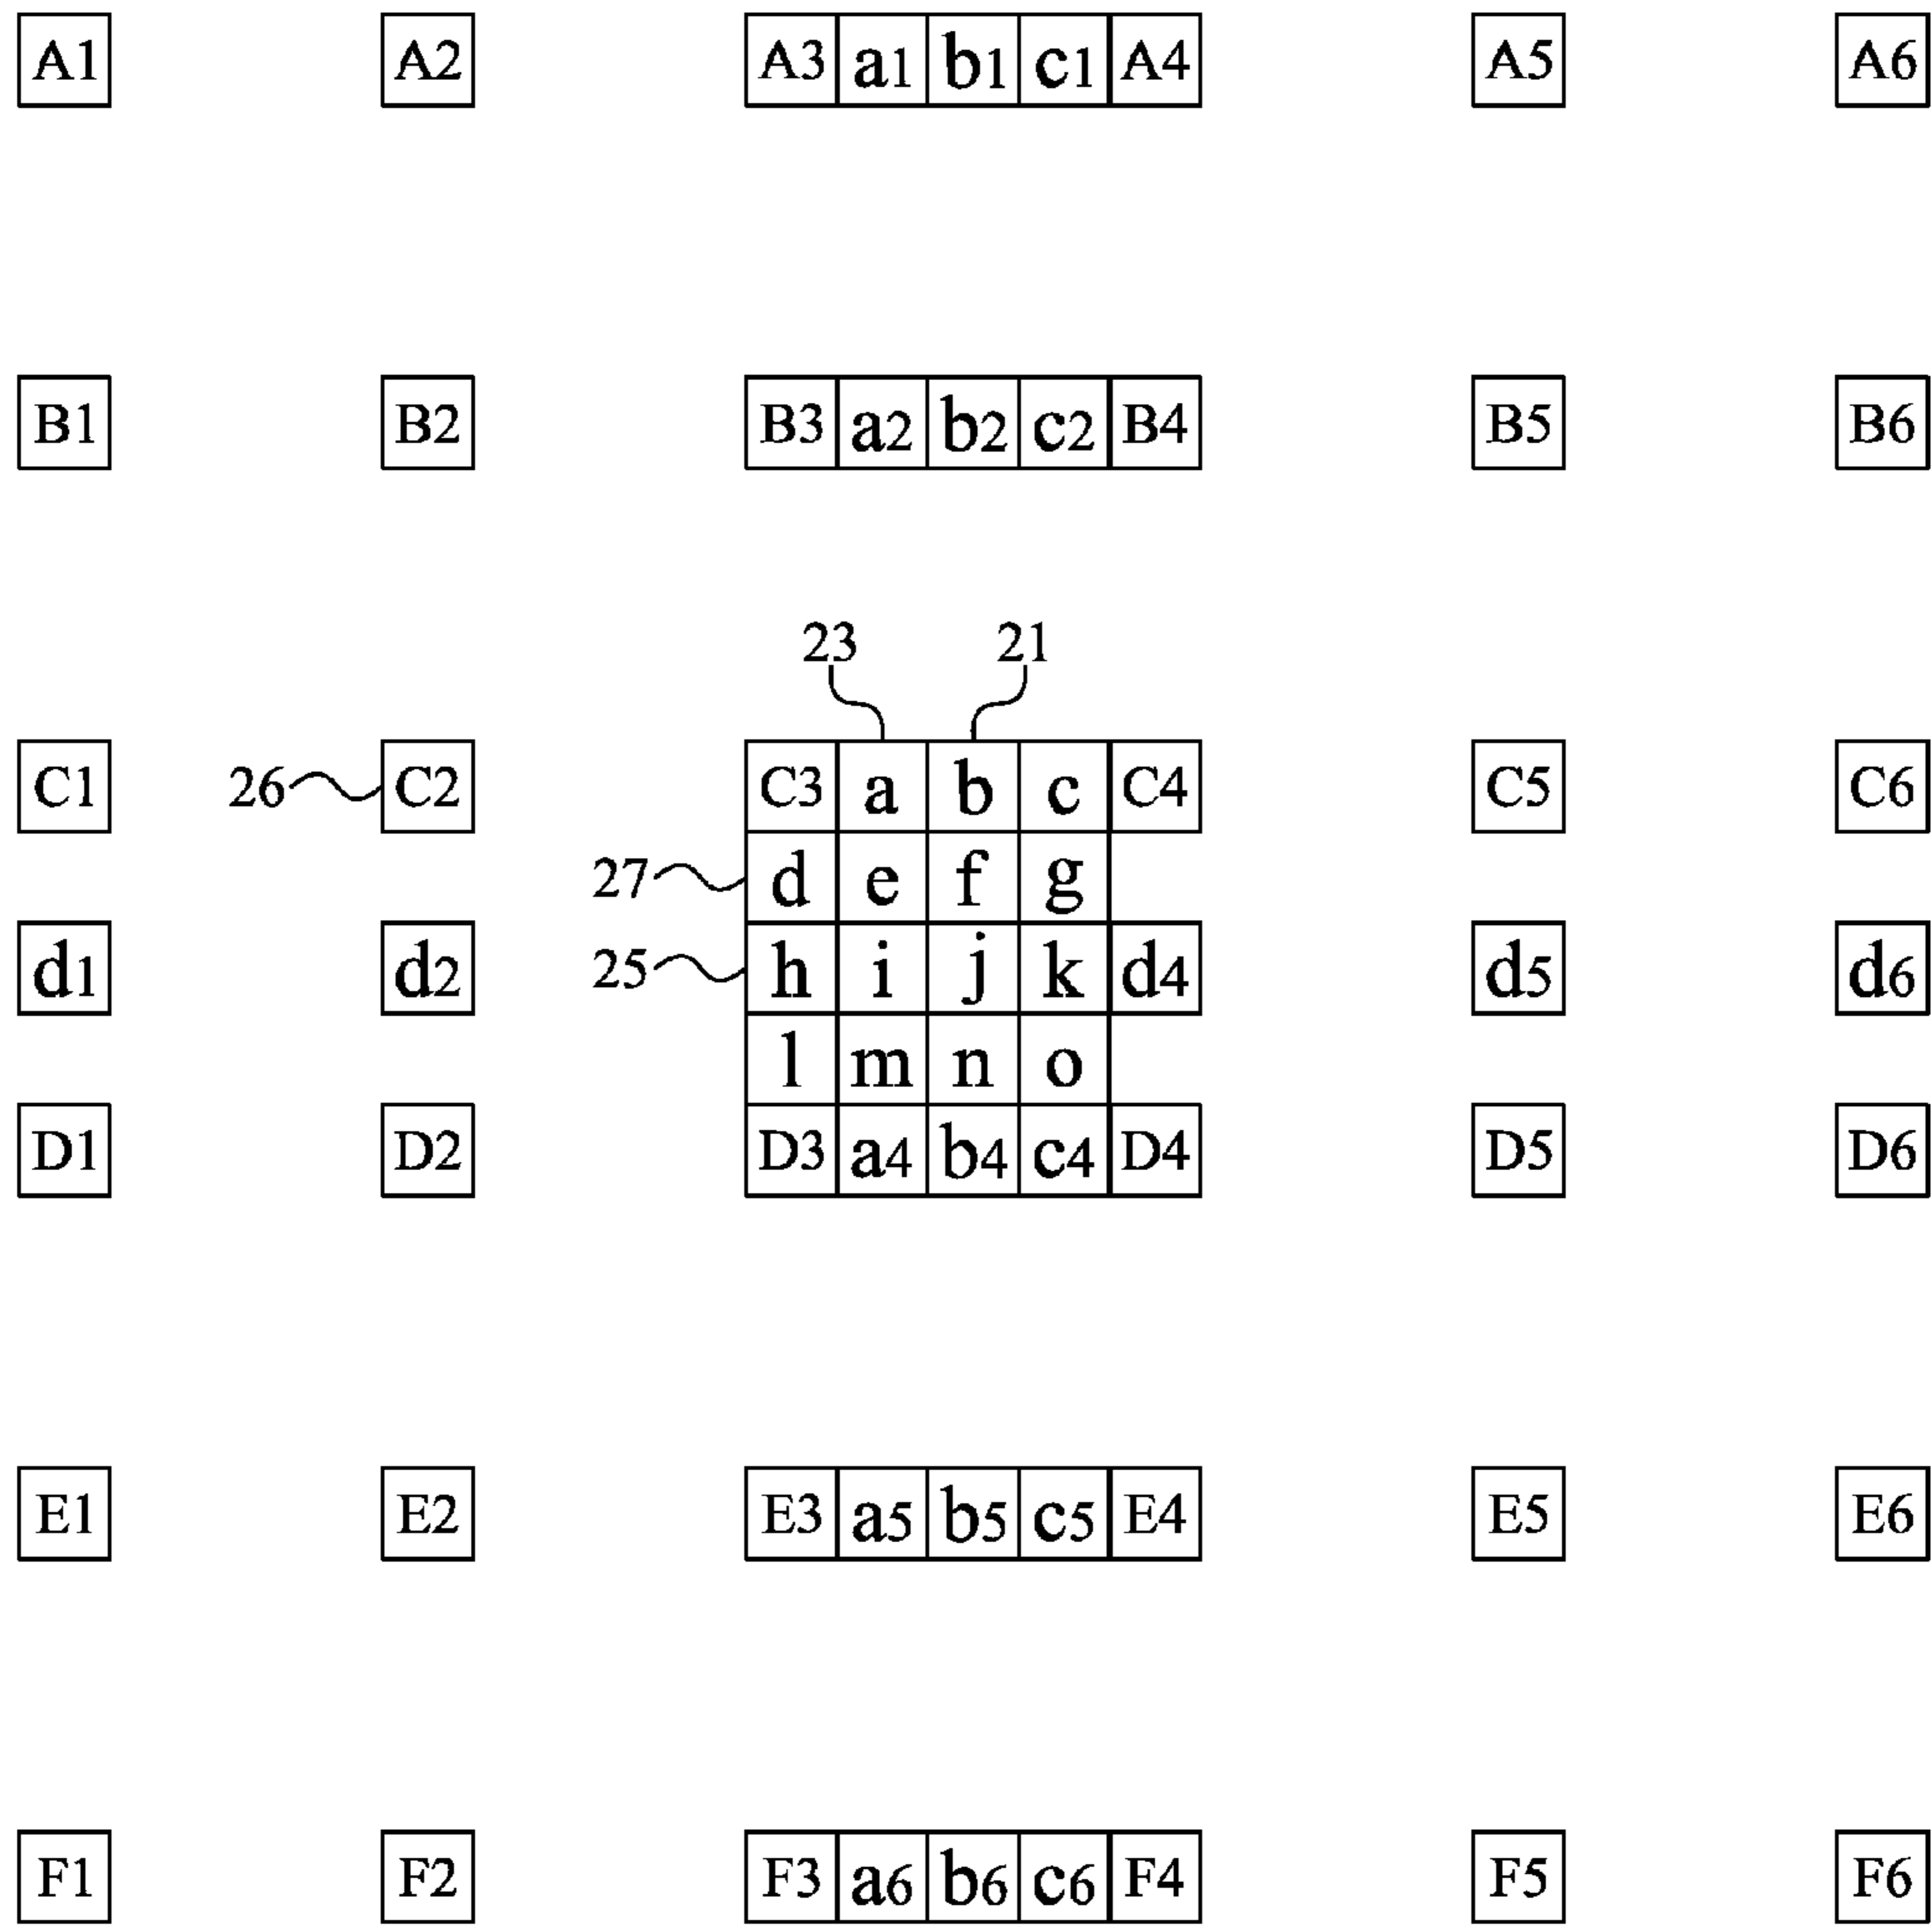 A1 A2 A3 a1 b1 c1 A4 A5 A6
B1 B2 B3 a2 b2 c2 B4 B5 B6
23 21
C1 26 C2 C3 a b c C4 C5 C6
27 d e f g
d1 d2 25 h i j k d4 d5 d6
l m n o
D1 D2 D3 a4 b4 c4 D4 D5 D6
E1 E2 E3 a5 b5 c5 E4 E5 E6
F1 F2 F3 a6 b6 c6 F4 F5 F6